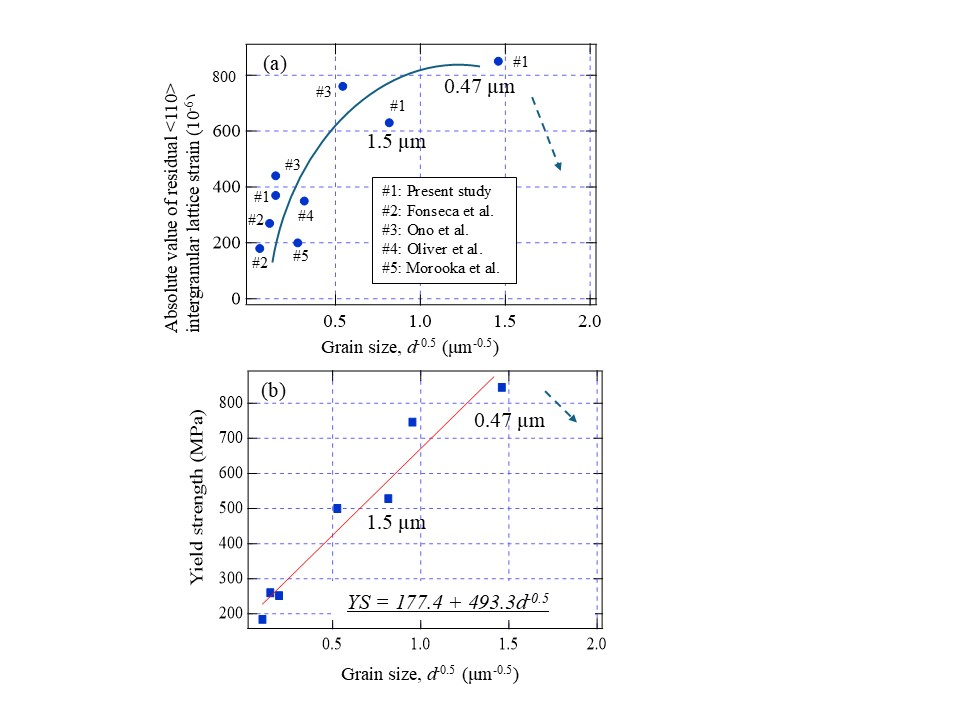 (a)
800
600
400
200
0
Absolute value of residual <110>
intergranular lattice strain (10-6)
#1
0.47 µm
#3
#1
1.5 µm
#3
#1
#4
#2
#5
#2
#1: Present study
#2: Fonseca et al.
#3: Ono et al.
#4: Oliver et al.
#5: Morooka et al.
0.5 1.0 1.5 2.0
Grain size, d-0.5 (µm-0.5)
(b)
800
700
600
500
400
300
200
Yield strength (MPa)
0.47 µm
1.5 µm
YS = 177.4 + 493.3d-0.5
0.5 1.0 1.5 2.0
Grain size, d-0.5 (µm-0.5)